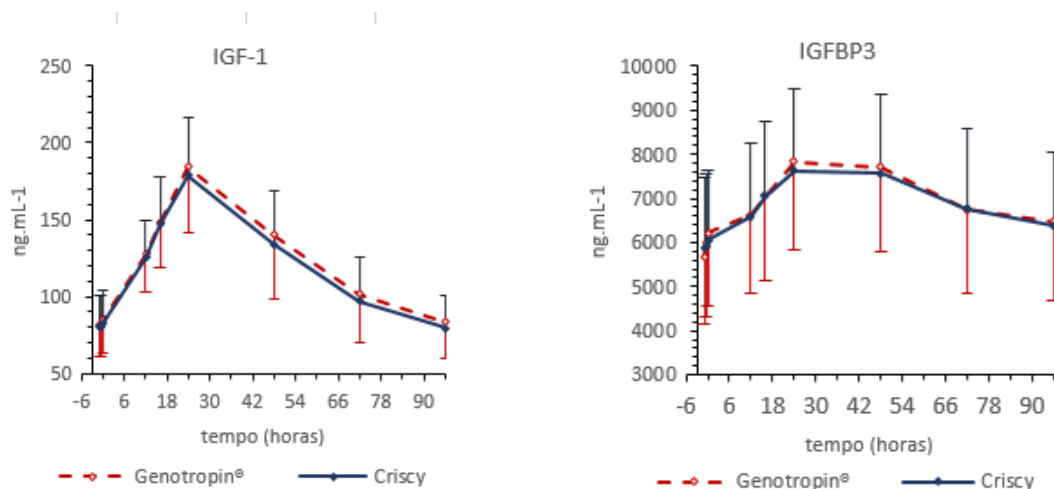 IGF-1
250
200
150
100
50
ng.mL-1
-6 6 18 30 42 54 66 78 90
tempo (horas)
Genotropin® Criscy
IGFBP3
10000
9000
8000
7000
6000
5000
4000
3000
ng.mL-1
-6 6 18 30 42 54 66 78 90
tempo (horas)
Genotropin® Criscy